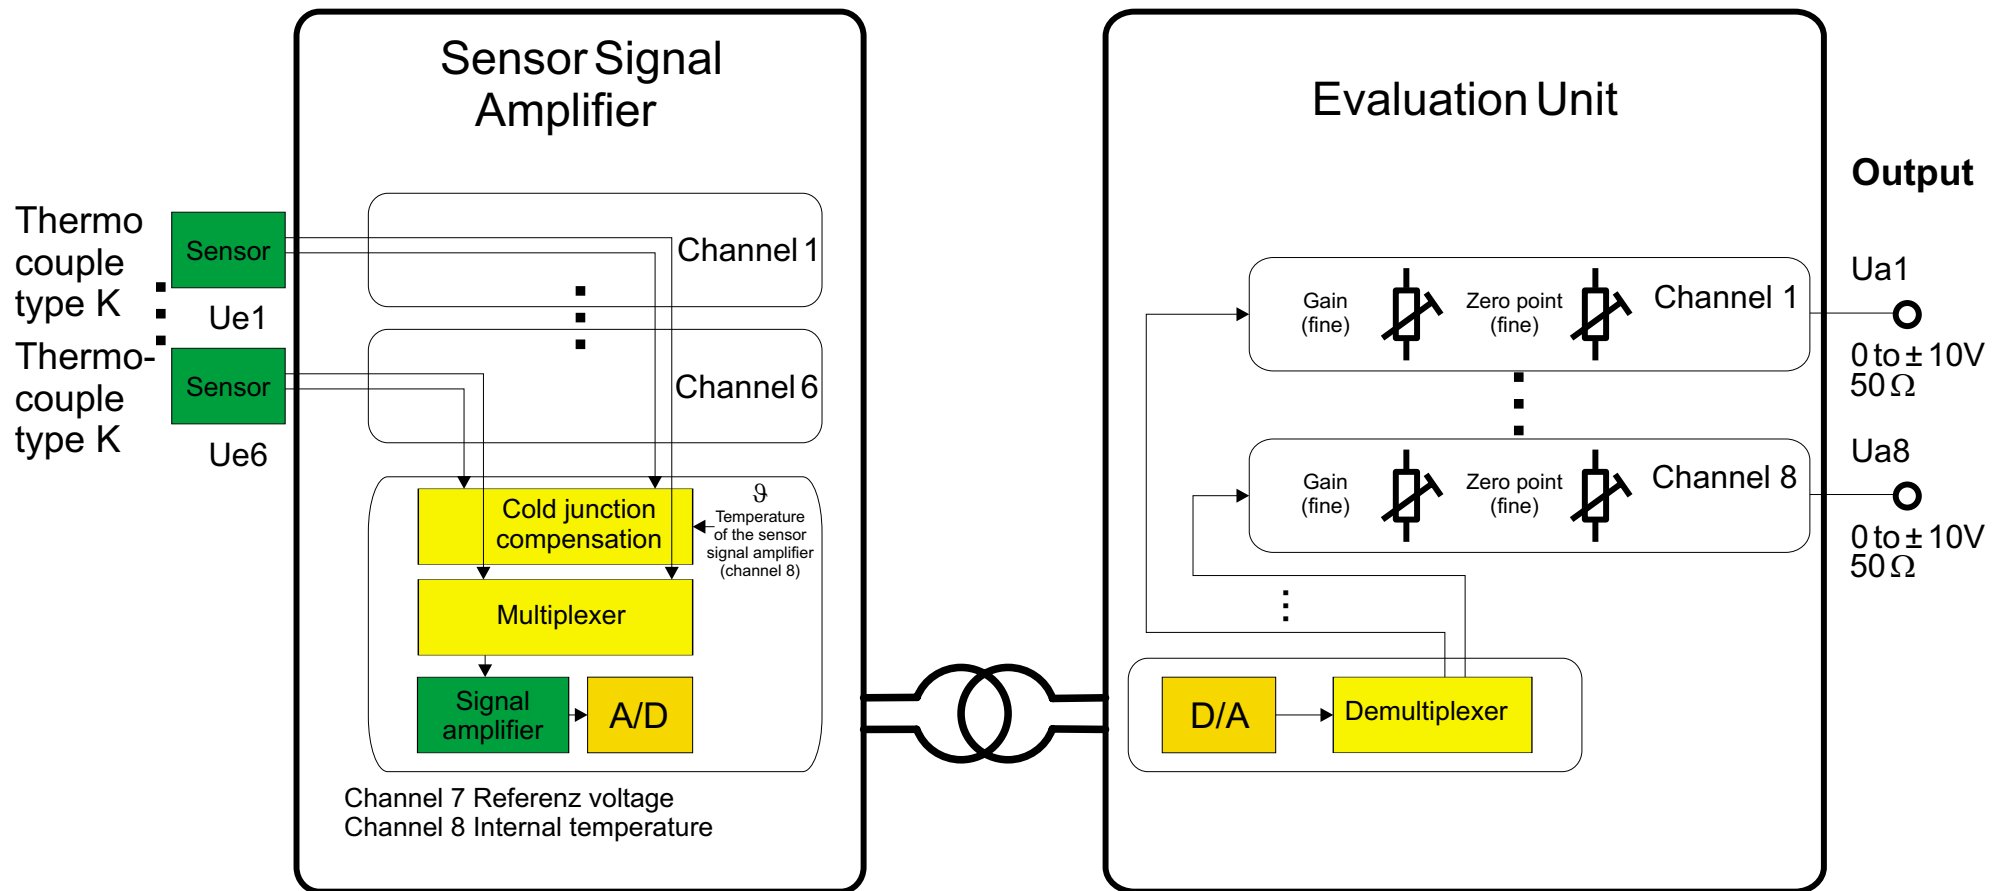 Sensor Signal
Amplifier
Thermo
couple
type K
Sensor
Ue1
Thermo-
couple
type K
Sensor
Ue6
Channel 1
Channel 6
Cold junction
compensation
ϑ
Temperature
of the sensor
signal amplifier
(channel 8)
Multiplexer
Signal
amplifier
A/D
Channel 7 Referenz voltage
Channel 8 Internal temperature
Evaluation Unit
Output
Gain
(fine)
Zero point
(fine)
Channel 1
Ua1
0 to ± 10V
50 Ω
Gain
(fine)
Zero point
(fine)
Channel 8
Ua8
0 to ± 10V
50 Ω
D/A
Demultiplexer